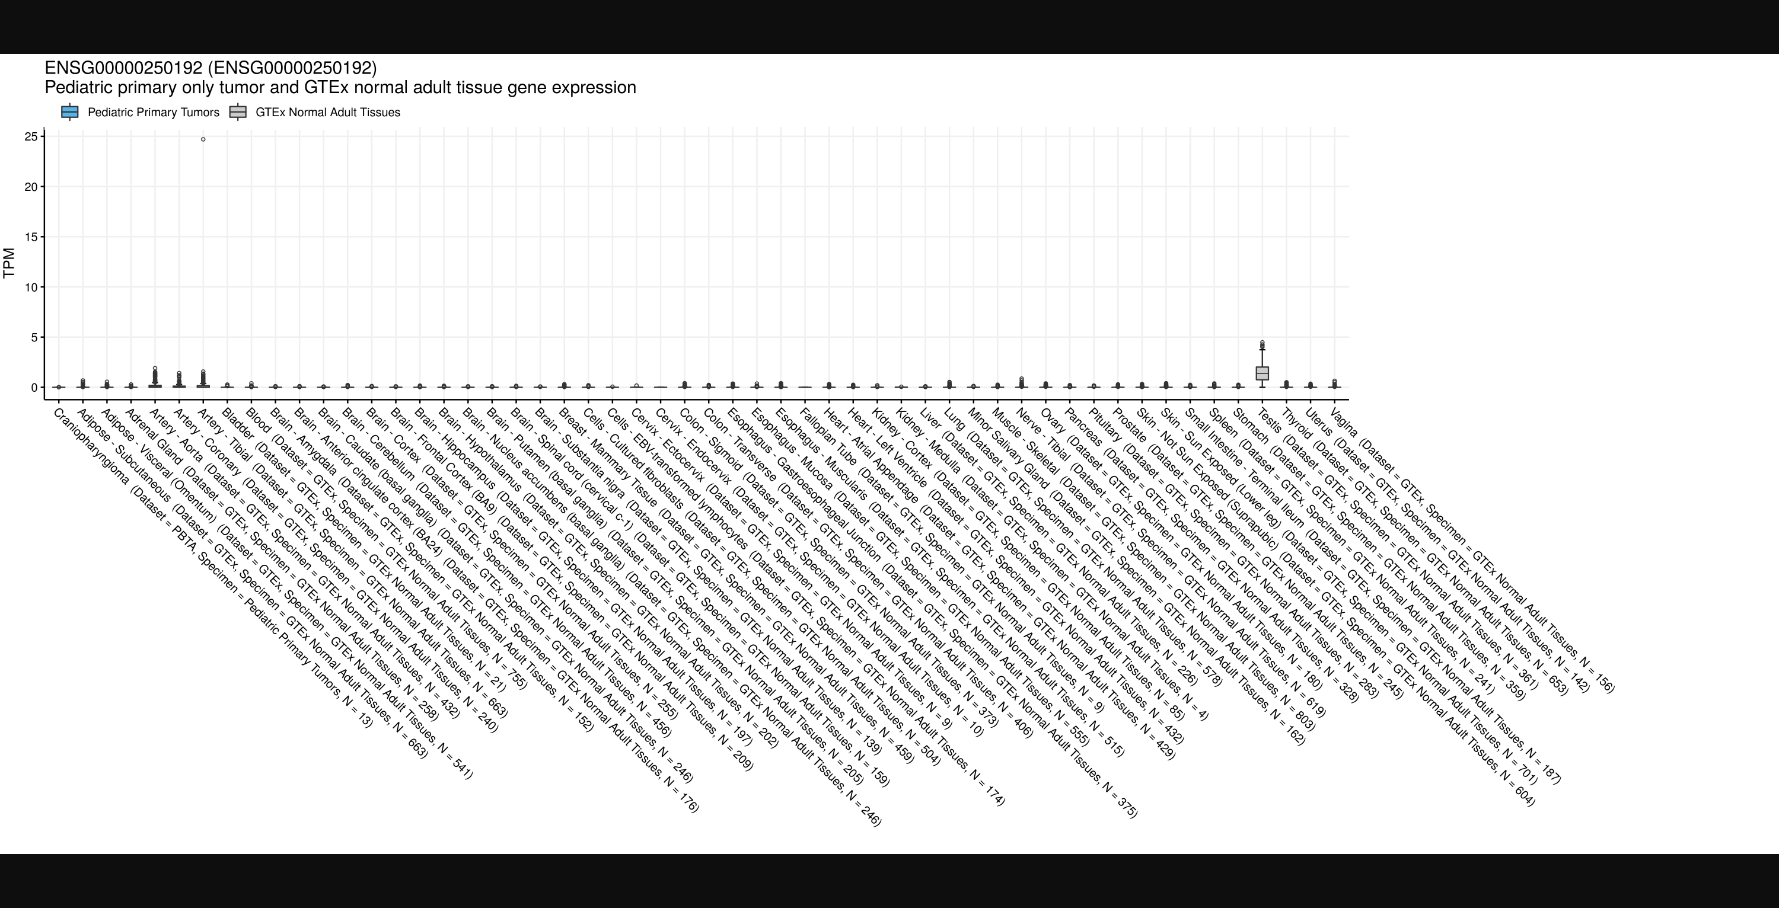 ENSG00000250192 (ENSG00000250192)
Pediatric primary only tumor and GTEx normal adult tissue gene expression
Pediatric Primary Tumors
GTEx Normal Adult Tissues
TPM
25
20
15
10
5
0
Craniopharyngioma (Dataset = PBTA, Specimen = Pediatric Primary Tumors, N = 13)
Adipose - Subcutaneous (Dataset = GTEx, Specimen = GTEx Normal Adult Tissues, N = 663)
Adipose - Visceral (Omentum) (Dataset = GTEx, Specimen = GTEx Normal Adult Tissues, N = 541)
Adrenal Gland (Dataset = GTEx, Specimen = GTEx Normal Adult Tissues, N = 258)
Artery - Aorta (Dataset = GTEx, Specimen = GTEx Normal Adult Tissues, N = 432)
Artery - Coronary (Dataset = GTEx, Specimen = GTEx Normal Adult Tissues, N = 240)
Artery - Tibial (Dataset = GTEx, Specimen = GTEx Normal Adult Tissues, N = 663)
Bladder (Dataset = GTEx, Specimen = GTEx Normal Adult Tissues, N = 21)
Blood (Dataset = GTEx, Specimen = GTEx Normal Adult Tissues, N = 755)
Brain - Amygdala (Dataset = GTEx, Specimen = GTEx Normal Adult Tissues, N = 152)
Brain - Anterior cingulate cortex (BA24) (Dataset = GTEx, Specimen = GTEx Normal Adult Tissues, N = 176)
Brain - Caudate (basal ganglia) (Dataset = GTEx, Specimen = GTEx Normal Adult Tissues, N = 246)
Brain - Cerebellum (Dataset = GTEx, Specimen = GTEx Normal Adult Tissues, N = 456)
Brain - Cortex (Dataset = GTEx, Specimen = GTEx Normal Adult Tissues, N = 255)
Brain - Frontal Cortex (BA9) (Dataset = GTEx, Specimen = GTEx Normal Adult Tissues, N = 209)
Brain - Hippocampus (Dataset = GTEx, Specimen = GTEx Normal Adult Tissues, N = 197)
Brain - Hypothalamus (Dataset = GTEx, Specimen = GTEx Normal Adult Tissues, N = 202)
Brain - Nucleus accumbens (basal ganglia) (Dataset = GTEx, Specimen = GTEx Normal Adult Tissues, N = 246)
Brain - Putamen (basal ganglia) (Dataset = GTEx, Specimen = GTEx Normal Adult Tissues, N = 205)
Brain - Spinal cord (cervical c-1) (Dataset = GTEx, Specimen = GTEx Normal Adult Tissues, N = 159)
Brain - Substantia nigra (Dataset = GTEx, Specimen = GTEx Normal Adult Tissues, N = 139)
Breast - Mammary Tissue (Dataset = GTEx, Specimen = GTEx Normal Adult Tissues, N = 459)
Cells - Cultured fibroblasts (Dataset = GTEx, Specimen = GTEx Normal Adult Tissues, N = 504)
Cells - EBV-transformed lymphocytes (Dataset = GTEx, Specimen = GTEx Normal Adult Tissues, N = 174)
Cervix - Ectocervix (Dataset = GTEx, Specimen = GTEx Normal Adult Tissues, N = 9)
Cervix - Endocervix (Dataset = GTEx, Specimen = GTEx Normal Adult Tissues, N = 10)
Colon - Sigmoid (Dataset = GTEx, Specimen = GTEx Normal Adult Tissues, N = 373)
Colon - Transverse (Dataset = GTEx, Specimen = GTEx Normal Adult Tissues, N = 406)
Esophagus - Gastroesophageal Junction (Dataset = GTEx, Specimen = GTEx Normal Adult Tissues, N = 375)
Esophagus - Mucosa (Dataset = GTEx, Specimen = GTEx Normal Adult Tissues, N = 555)
Esophagus - Muscularis (Dataset = GTEx, Specimen = GTEx Normal Adult Tissues, N = 515)
Fallopian Tube (Dataset = GTEx, Specimen = GTEx Normal Adult Tissues, N = 9)
Heart - Atrial Appendage (Dataset = GTEx, Specimen = GTEx Normal Adult Tissues, N = 429)
Heart - Left Ventricle (Dataset = GTEx, Specimen = GTEx Normal Adult Tissues, N = 432)
Kidney - Cortex (Dataset = GTEx, Specimen = GTEx Normal Adult Tissues, N = 85)
Kidney - Medulla (Dataset = GTEx, Specimen = GTEx Normal Adult Tissues, N = 4)
Liver (Dataset = GTEx, Specimen = GTEx Normal Adult Tissues, N = 226)
Lung (Dataset = GTEx, Specimen = GTEx Normal Adult Tissues, N = 578)
Minor Salivary Gland (Dataset = GTEx, Specimen = GTEx Normal Adult Tissues, N = 162)
Muscle - Skeletal (Dataset = GTEx, Specimen = GTEx Normal Adult Tissues, N = 803)
Nerve - Tibial (Dataset = GTEx, Specimen = GTEx Normal Adult Tissues, N = 619)
Ovary (Dataset = GTEx, Specimen = GTEx Normal Adult Tissues, N = 180)
Pancreas (Dataset = GTEx, Specimen = GTEx Normal Adult Tissues, N = 328)
Pituitary (Dataset = GTEx, Specimen = GTEx Normal Adult Tissues, N = 283)
Prostate (Dataset = GTEx, Specimen = GTEx Normal Adult Tissues, N = 245)
Skin - Not Sun Exposed (Suprapubic) (Dataset = GTEx, Specimen = GTEx Normal Adult Tissues, N = 604)
Skin - Sun Exposed (Lower leg) (Dataset = GTEx, Specimen = GTEx Normal Adult Tissues, N = 701)
Small Intestine - Terminal Ileum (Dataset = GTEx, Specimen = GTEx Normal Adult Tissues, N = 187)
Spleen (Dataset = GTEx, Specimen = GTEx Normal Adult Tissues, N = 241)
Stomach (Dataset = GTEx, Specimen = GTEx Normal Adult Tissues, N = 359)
Testis (Dataset = GTEx, Specimen = GTEx Normal Adult Tissues, N = 361)
Thyroid (Dataset = GTEx, Specimen = GTEx Normal Adult Tissues, N = 653)
Uterus (Dataset = GTEx, Specimen = GTEx Normal Adult Tissues, N = 142)
Vagina (Dataset = GTEx, Specimen = GTEx Normal Adult Tissues, N = 156)